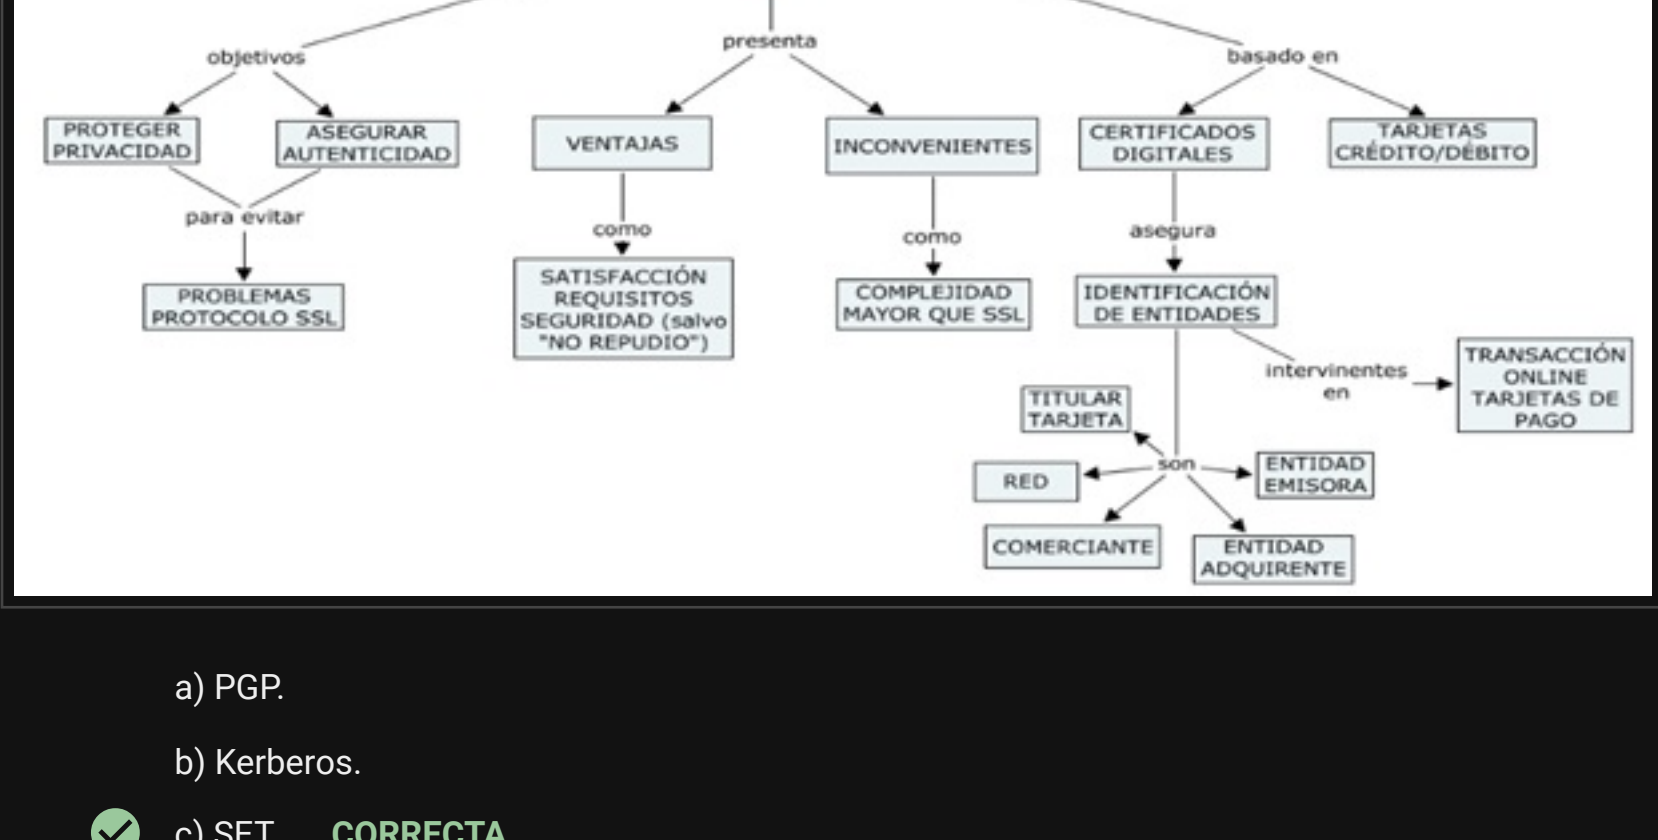 objetivos
presenta
basado en
PROTEGER
PRIVACIDAD
ASEGURAR
AUTENTICIDAD
VENTAJAS
INCONVENIENTES
CERTIFICADOS
DIGITALES
TARJETAS
CRÉDITO/DÉBITO
para evitar
como
como
asegura
PROBLEMAS
PROTOCOLO SSL
SATISFACCIÓN
REQUISITOS
SEGURIDAD (salvo
"NO REPUDIO")
COMPLEJIDAD
MAYOR QUE SSL
IDENTIFICACIÓN
DE ENTIDADES
intervinentes
en
TRANSACCIÓN
ONLINE
TARJETAS DE
PAGO
TITULAR
TARJETA
son
RED
ENTIDAD
EMISORA
COMERCIANTE
ENTIDAD
ADQUIRENTE
a) PGP.
b) Kerberos.
c) SET CORRECTA